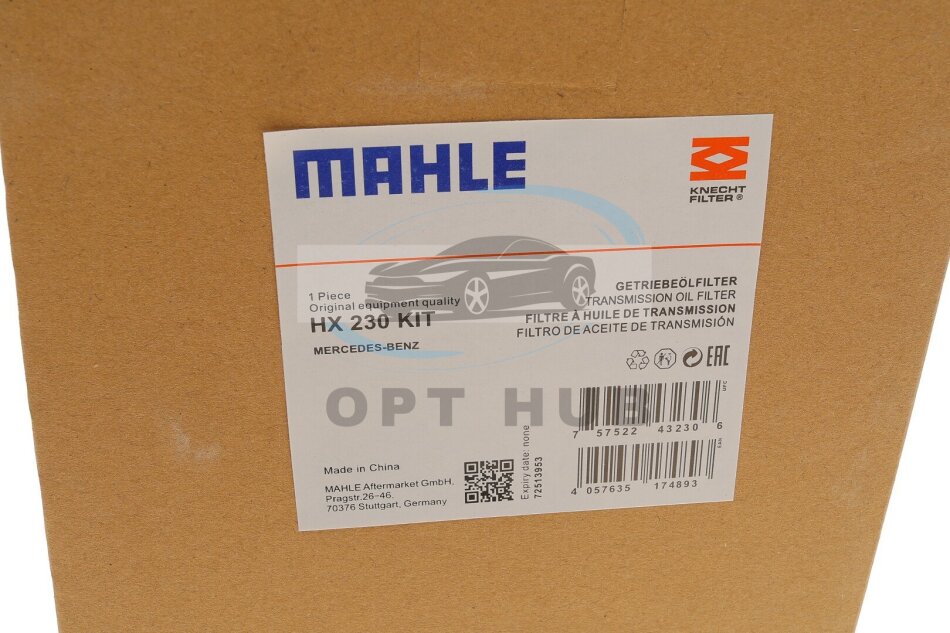 MAHLE
KNECHT
FILTER®
1 Piece
Original equipment quality
HX 230 KIT
MERCEDES-BENZ
GETRIEBEÖLFILTER
TRANSMISSION OIL FILTER
FILTRE À HUILE DE TRANSMISSION
FILTRO DE ACEITE DE TRANSMISIÓN
EAC
OPT HUB
UPC
7 57522 43230 6
EAN
4 057635 174893
Expiry date: none
72513953
Made in China
MAHLE Aftermarket GmbH,
Pragstr.26-46.
70376 Stuttgart, Germany